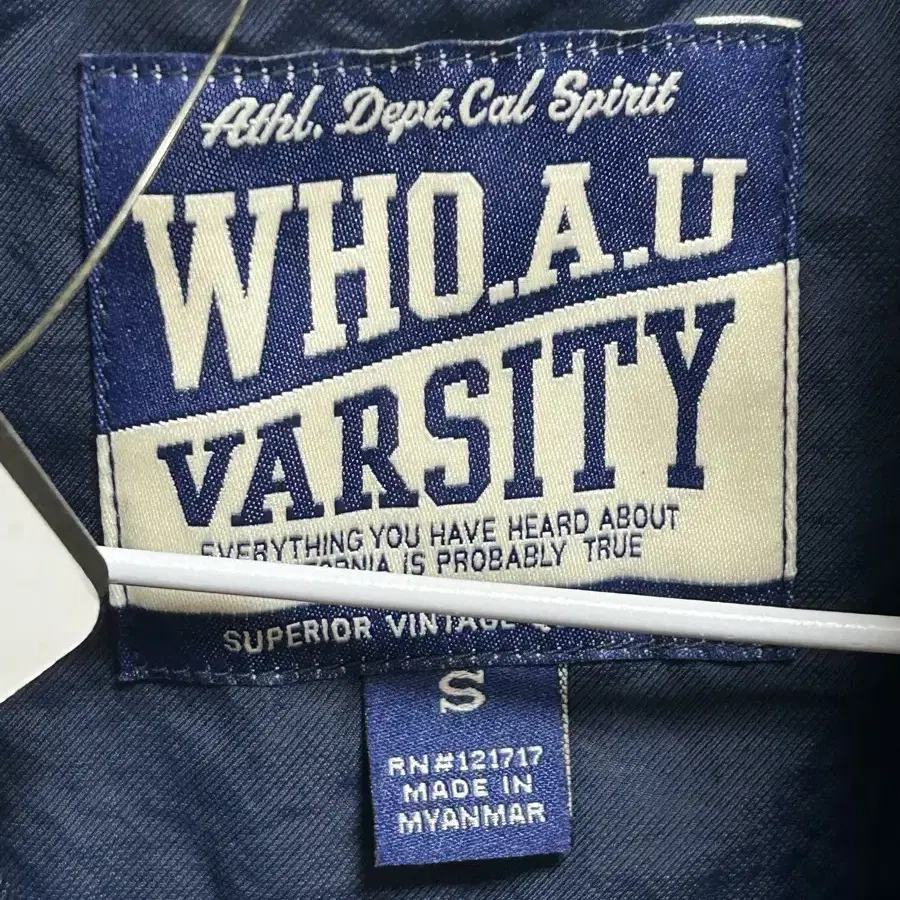 Athl. Dept. Cal Spirit
WHO.A.U
VARSITY
EVERYTHING YOU HAVE HEARD ABOUT
IS PROBABLY TRUE
SUPERIOR
S
RN#121717
MADE IN
MYANMAR